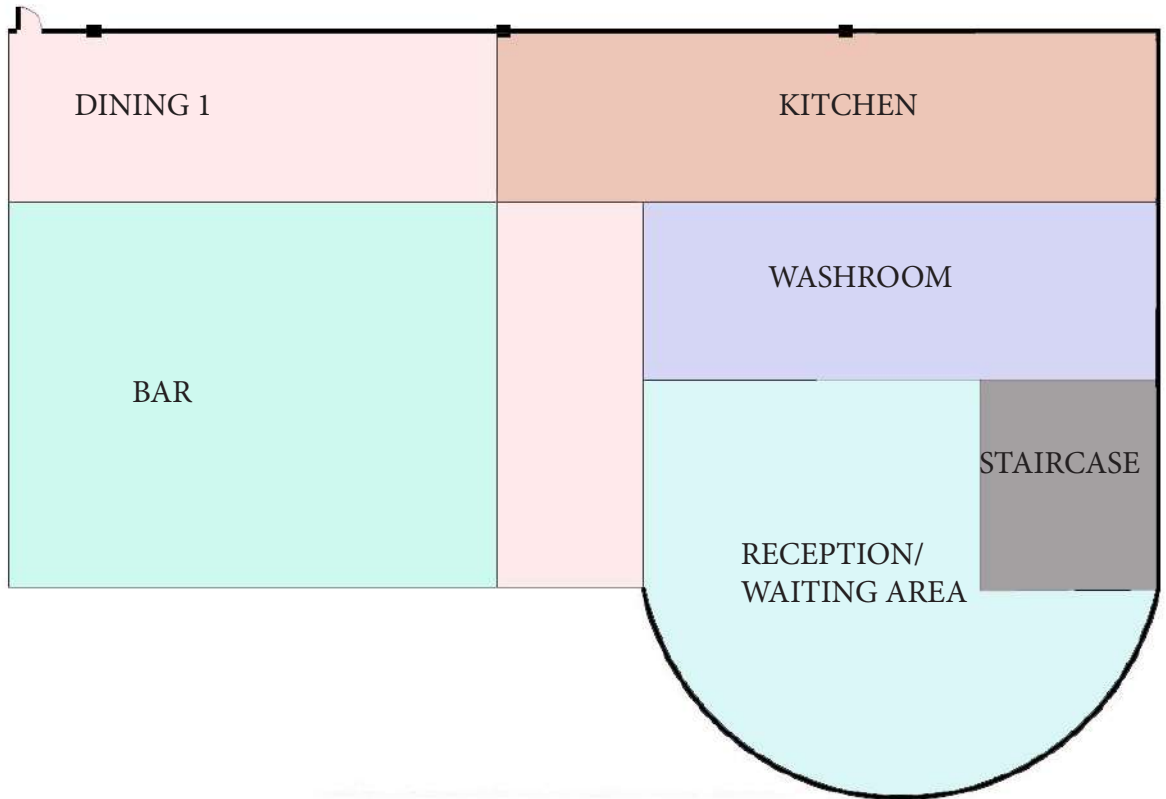 DINING 1
KITCHEN
WASHROOM
BAR
STAIRCASE
RECEPTION/
WAITING AREA